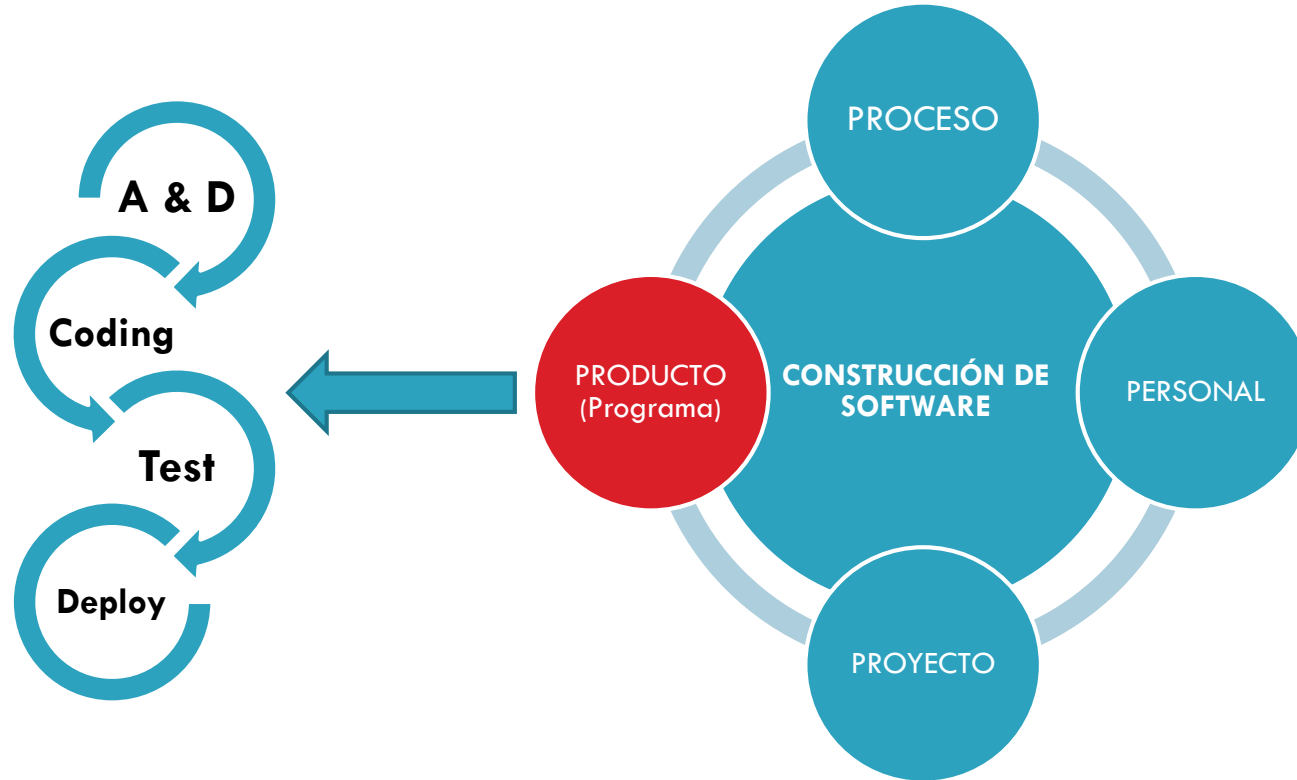 A & D
Coding
Test
Deploy
PROCESO
PRODUCTO
(Programa)
CONSTRUCCIÓN DE
SOFTWARE
PERSONAL
PROYECTO